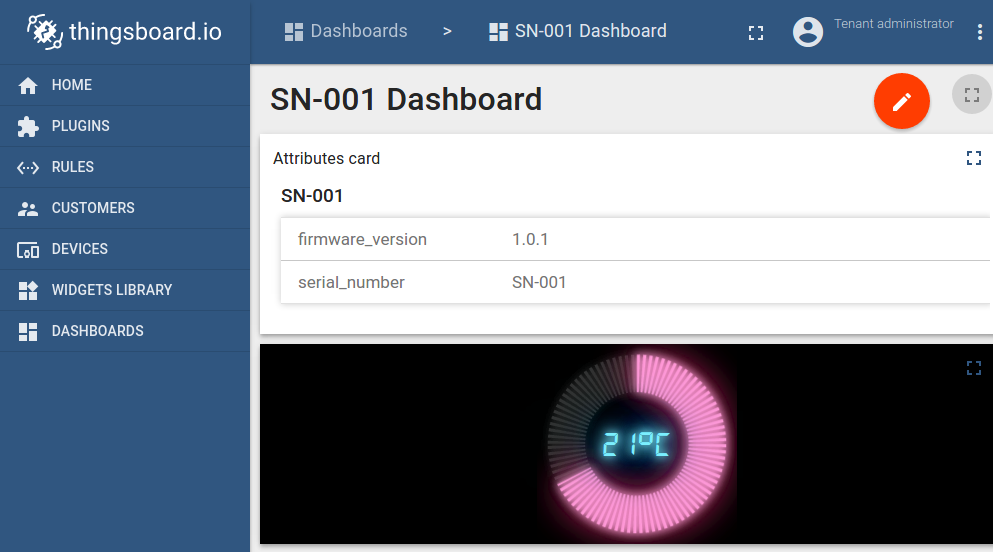 thingsboard.io
Dashboards > SN-001 Dashboard
Tenant administrator
HOME
PLUGINS
RULES
CUSTOMERS
DEVICES
WIDGETS LIBRARY
DASHBOARDS
SN-001 Dashboard
Attributes card
SN-001
firmware_version 1.0.1
serial_number SN-001
21°C